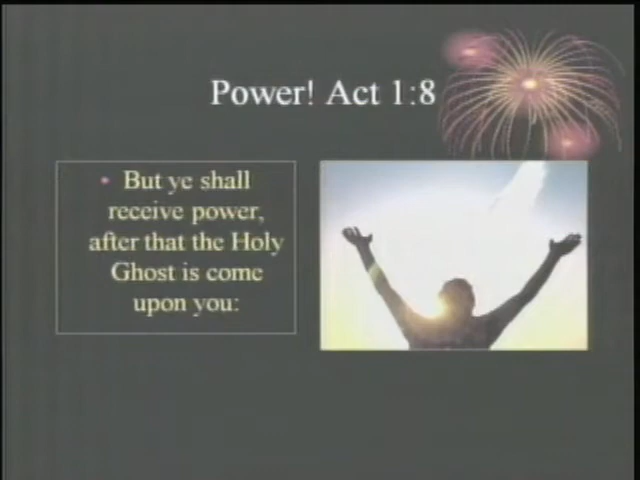 Power! Act 1:8
• But ye shall
receive power,
after that the Holy
Ghost is come
upon you: